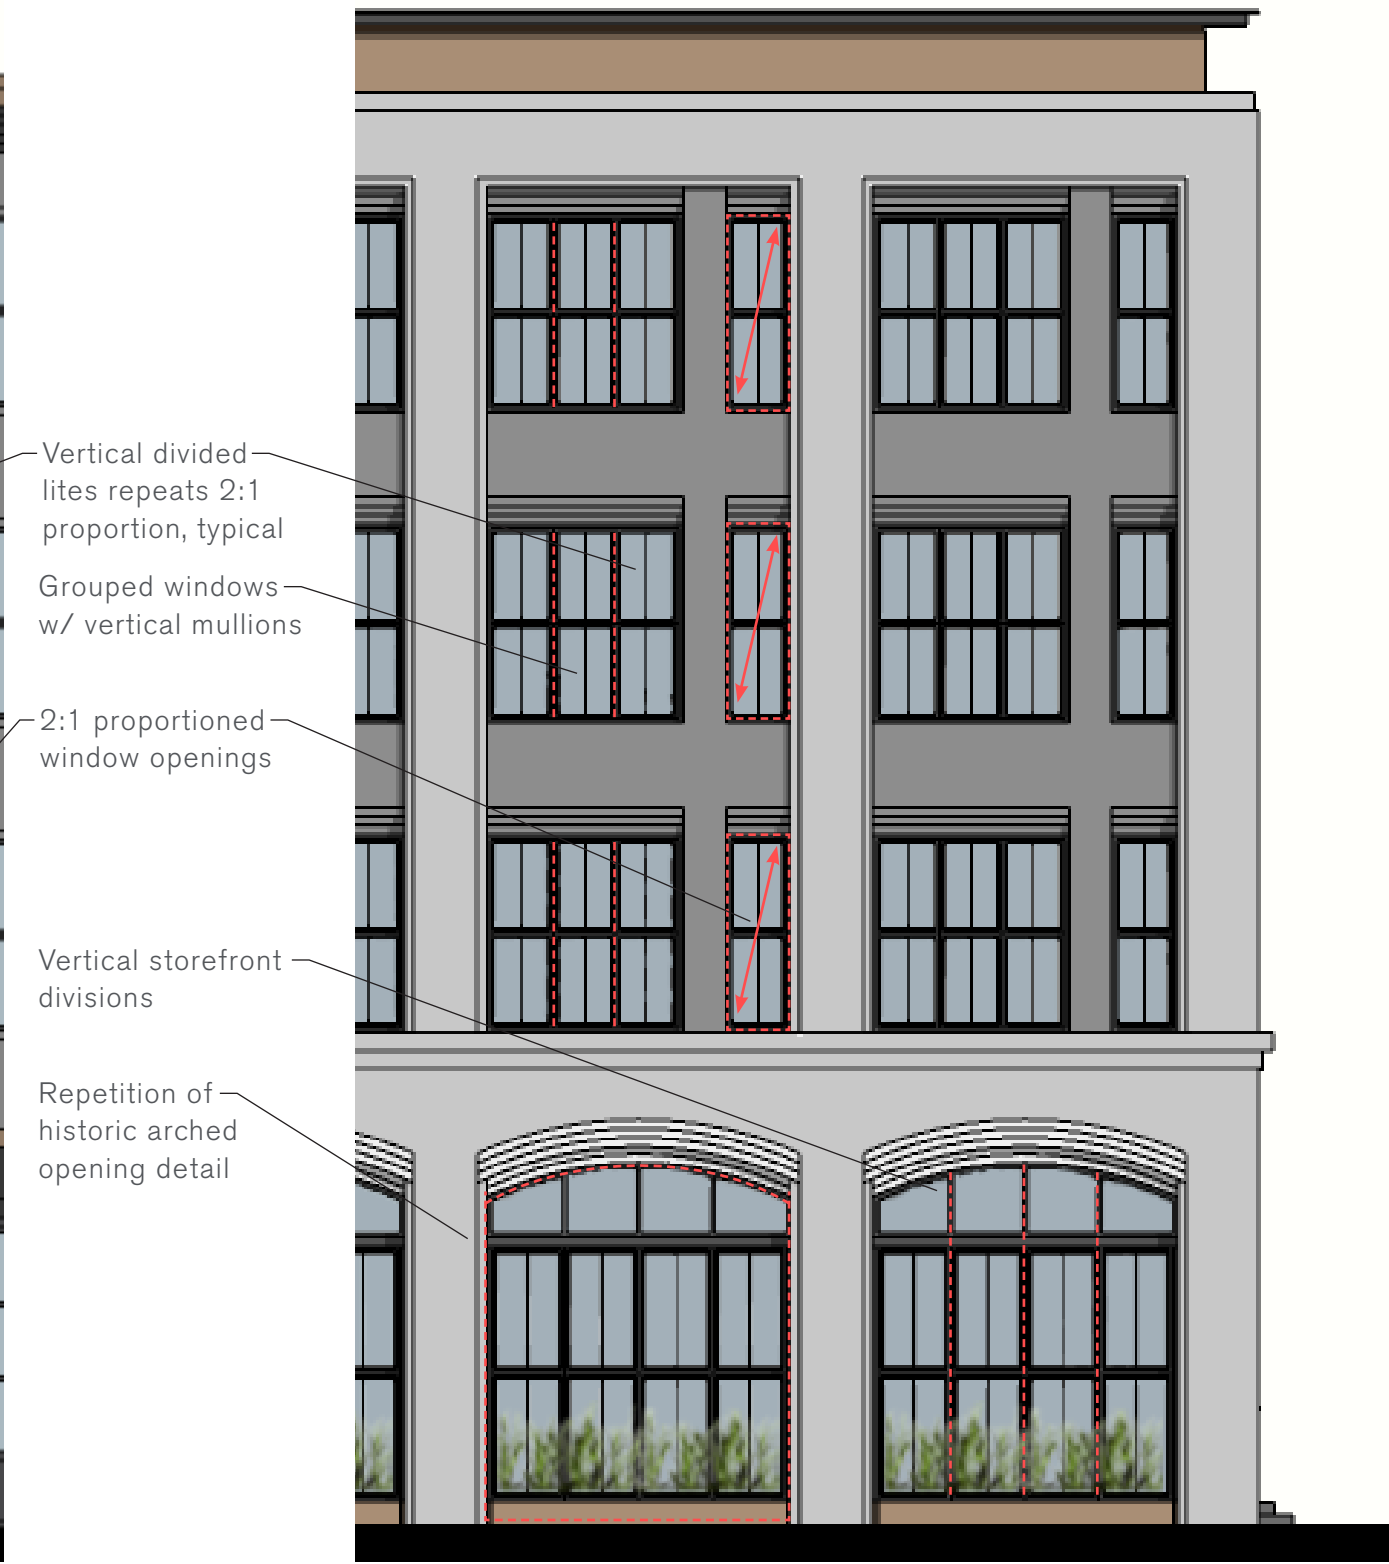 Vertical divided
lites repeats 2:1
proportion, typical
Grouped windows
w/ vertical mullions
2:1 proportioned
window openings
Vertical storefront
divisions
Repetition of
historic arched
opening detail